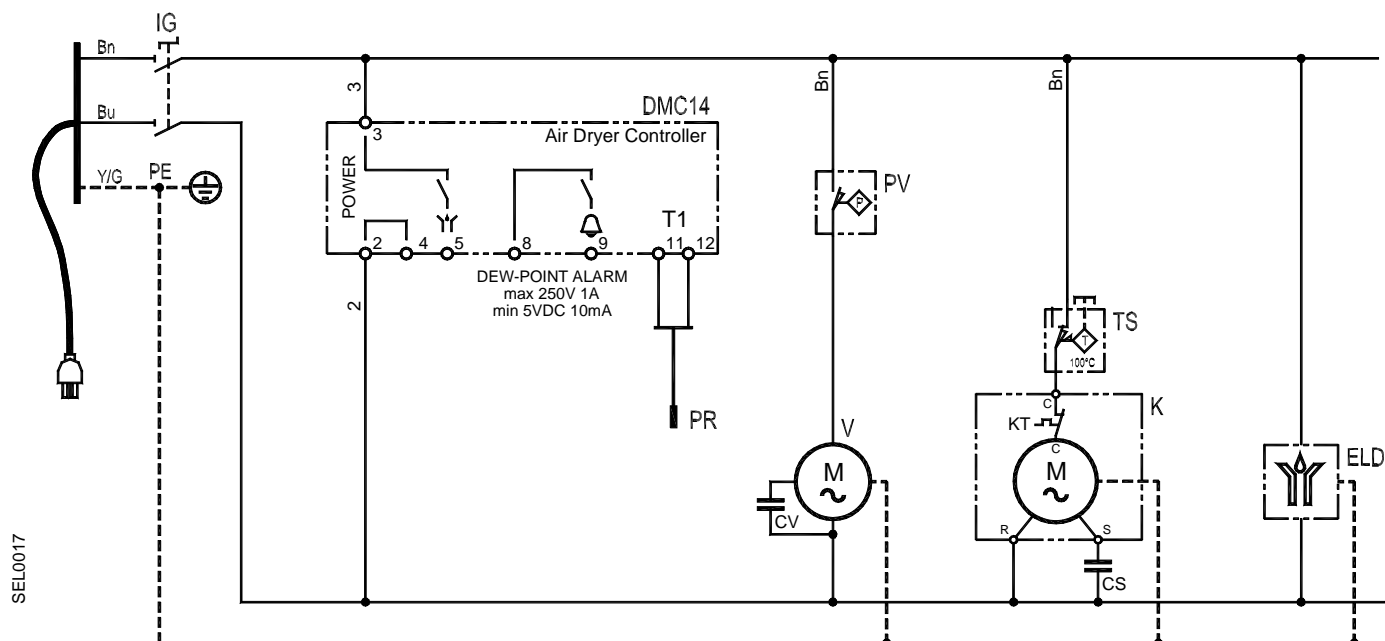 IG
Bn
Bu
Y/G
PE
3
DMC14
3
Air Dryer Controller
POWER
T1
2
4
5
8
9
11
12
DEW-POINT ALARM
max 250V 1A
min 5VDC 10mA
2
PR
Bn
PV
P
V
M
CV
Bn
TS
T
100°C
C
K
KT
C
M
R
S
CS
ELD
SEL0017